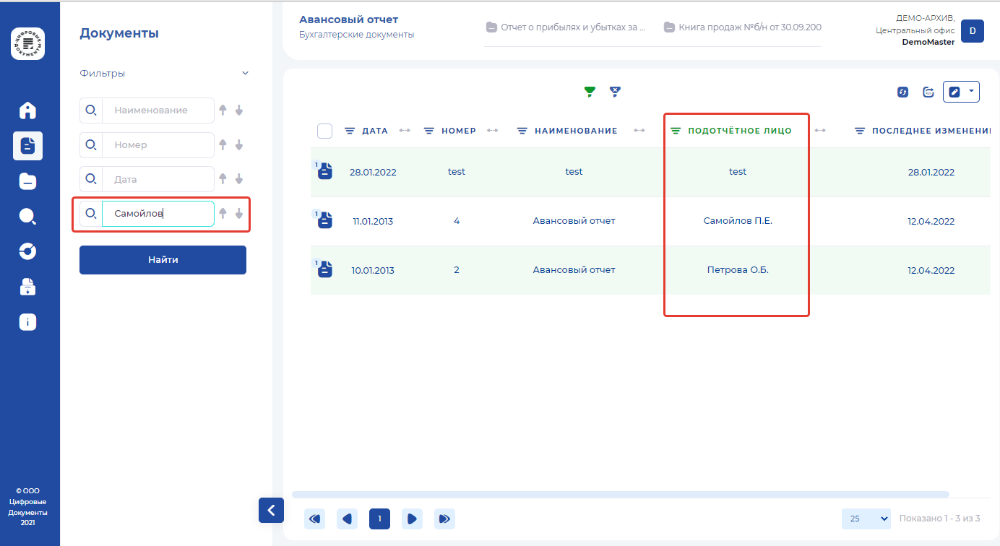 ЦИФРОВЫЕ ДОКУМЕНТЫ
Документы
Фильтры
Наименование
Номер
Дата
Самойлов
Найти
© ООО
Цифровые
Документы
2021
Авансовый отчет
Бухгалтерские документы
Отчет о прибылях и убытках за ...
Книга продаж №б/н от 30.09.200
ДЕМО-АРХИВ,
Центральный офис
DemoMaster
D
ДАТА НОМЕР НАИМЕНОВАНИЕ ПОДОТЧЁТНОЕ ЛИЦО ПОСЛЕДНЕЕ ИЗМЕНЕНИ
1 28.01.2022 test test test 28.01.2022
1 11.01.2013 4 Авансовый отчет Самойлов П.Е. 12.04.2022
1 10.01.2013 2 Авансовый отчет Петрова О.Б. 12.04.2022
1
25
Показано 1 - 3 из 3